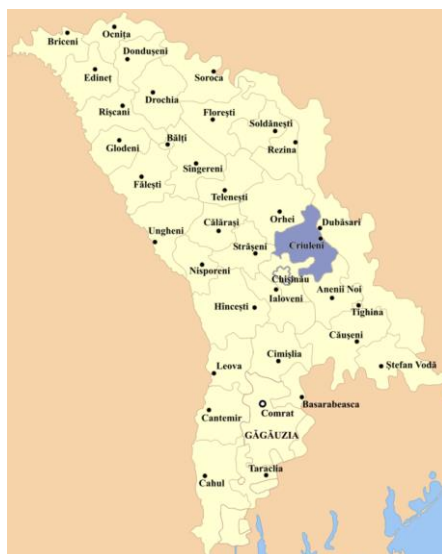 Ocnița
Briceni
Dondușeni
Edineț
Soroca
Drochia
Rîșcani
Florești
Soldănești
Glodeni
Bălți
Rezina
Sîngerei
Fălești
Telenești
Orhei
Dubăsari
Călărași
Ungheni
Criuleni
Strășeni
Nisporeni
Chișinău
Anenii Noi
Ialoveni
Hîncești
Tighina
Căușeni
Cimișlia
Ștefan Vodă
Leova
Basarabeasca
Cantemir
Comrat
GĂGĂUZIA
Taraclia
Cahul